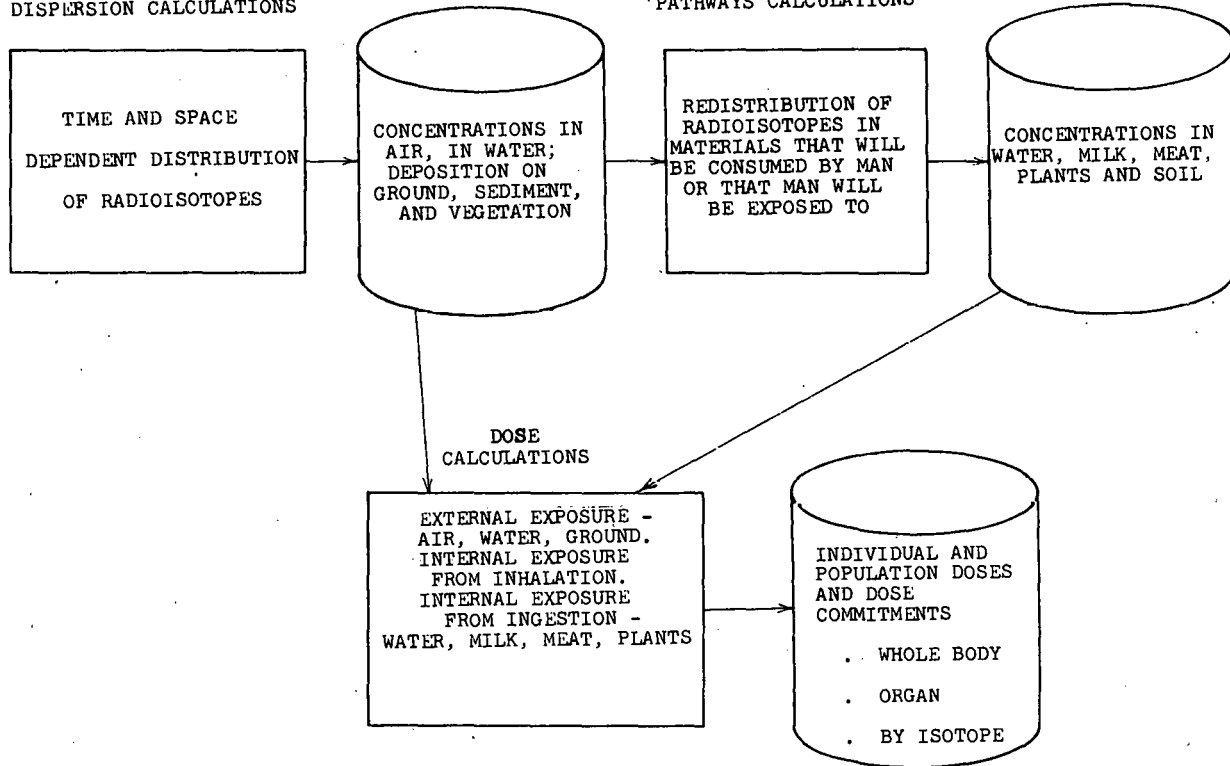 DISPERSION CALCULATIONS
PATHWAYS CALCULATIONS
TIME AND SPACE
DEPENDENT DISTRIBUTION
OF RADIOISOTOPES
CONCENTRATIONS IN
AIR, IN WATER;
DEPOSITION ON
GROUND, SEDIMENT,
AND VEGETATION
REDISTRIBUTION OF
RADIOISOTOPES IN
MATERIALS THAT WILL
BE CONSUMED BY MAN
OR THAT MAN WILL
BE EXPOSED TO
CONCENTRATIONS IN
WATER, MILK, MEAT,
PLANTS AND SOIL
DOSE
CALCULATIONS
EXTERNAL EXPOSURE -
AIR, WATER, GROUND.
INTERNAL EXPOSURE
FROM INHALATION.
INTERNAL EXPOSURE
FROM INGESTION -
WATER, MILK, MEAT, PLANTS
INDIVIDUAL AND
POPULATION DOSES
AND DOSE
COMMITMENTS
. WHOLE BODY
. ORGAN
. BY ISOTOPE